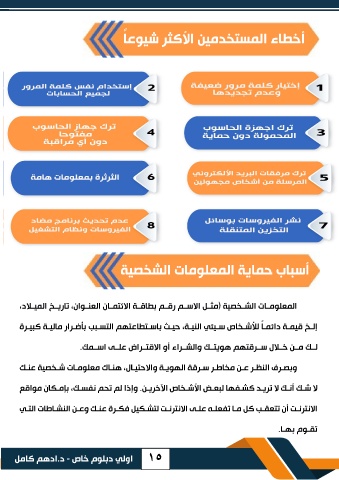 أخطاء المستخدمين الأكثر شيوعاً
1
إختيار كلمة مرور ضعيفة
وعدم تجديدها
2
إستخدام نفس كلمة المرور
لجميع الحسابات
3
ترك اجهزة الحاسوب
المحمولة دون حماية
4
ترك جهاز الحاسوب
مفتوحا
دون أي مراقبة
5
ترك مرفقات البريد الألكتروني
المرسلة من أشخاص مجهولين
6
الثرثرة بمعلومات هامة
7
نشر الفيروسات بوسائل
التخزين المتنقلة
8
عدم تحديث برنامج مضاد
الفيروسات ونظام التشغيل
أسباب حماية المعلومات الشخصية
المعلومات الشخصية (مثل الاسم رقم بطاقة الائتمان العنوان، تاريخ الميلاد،
إلخ قيمة دائماً للأشخاص سيئي النية، حيث باستطاعتهم التسبب بأضرار مالية كبيرة
لك من خلال سرقتهم هويتك والشراء أو الاقتراض على اسمك.
وبصرف النظر عن مخاطر سرقة الهوية والاحتيال، هناك معلومات شخصية عنك
لا شك أنك لا تريد كشفها لبعض الأشخاص الآخرين. وإذا لم تحم نفسك، بإمكان مواقع
الانترنت أن تتعقب كل ما تفعله على الانترنت لتشكيل فكرة عنك وعن النشاطات التي
تقوم بها.
١٥
اولي دبلوم خاص - د.ادهم كامل